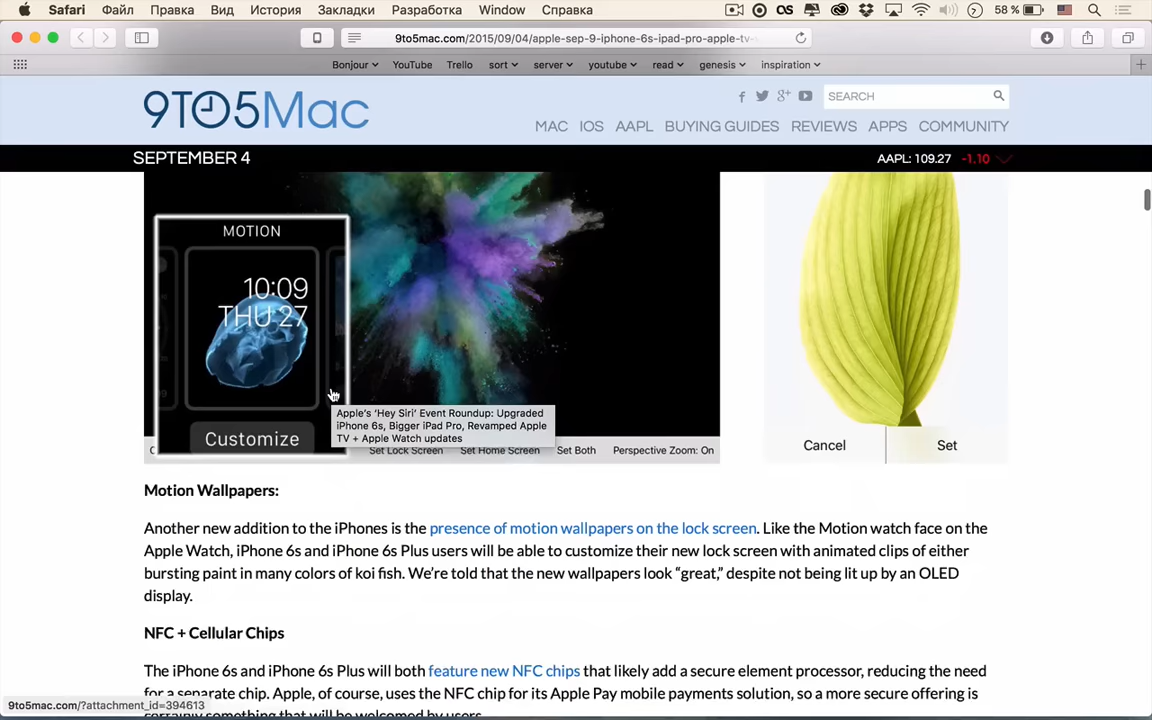 Safari Файл Правка Вид История Закладки Разработка Window Справка 58 %
9to5mac.com/2015/09/04/apple-sep-9-iphone-6s-ipad-pro-apple-tv-
Bonjour YouTube Trello sort server youtube read genesis inspiration
9TO5Mac
SEARCH
MAC IOS AAPL BUYING GUIDES REVIEWS APPS COMMUNITY
SEPTEMBER 4 AAPL: 109.27 -1.10
MOTION
10:09
THU 27
Customize
Apple's 'Hey Siri' Event Roundup: Upgraded
iPhone 6s, Bigger iPad Pro, Revamped Apple
TV + Apple Watch updates
Set Lock Screen Set Home Screen Set Both Perspective Zoom: On
Cancel Set
Motion Wallpapers:
Another new addition to the iPhones is the presence of motion wallpapers on the lock screen. Like the Motion watch face on the
Apple Watch, iPhone 6s and iPhone 6s Plus users will be able to customize their new lock screen with animated clips of either
bursting paint in many colors of koi fish. We're told that the new wallpapers look “great,” despite not being lit up by an OLED
display.
NFC + Cellular Chips
The iPhone 6s and iPhone 6s Plus will both feature new NFC chips that likely add a secure element processor, reducing the need
for a separate chip. Apple, of course, uses the NFC chip for its Apple Pay mobile payments solution, so a more secure offering is
certainly something that will be welcomed by users.
9to5mac.com/?attachment_id=394613